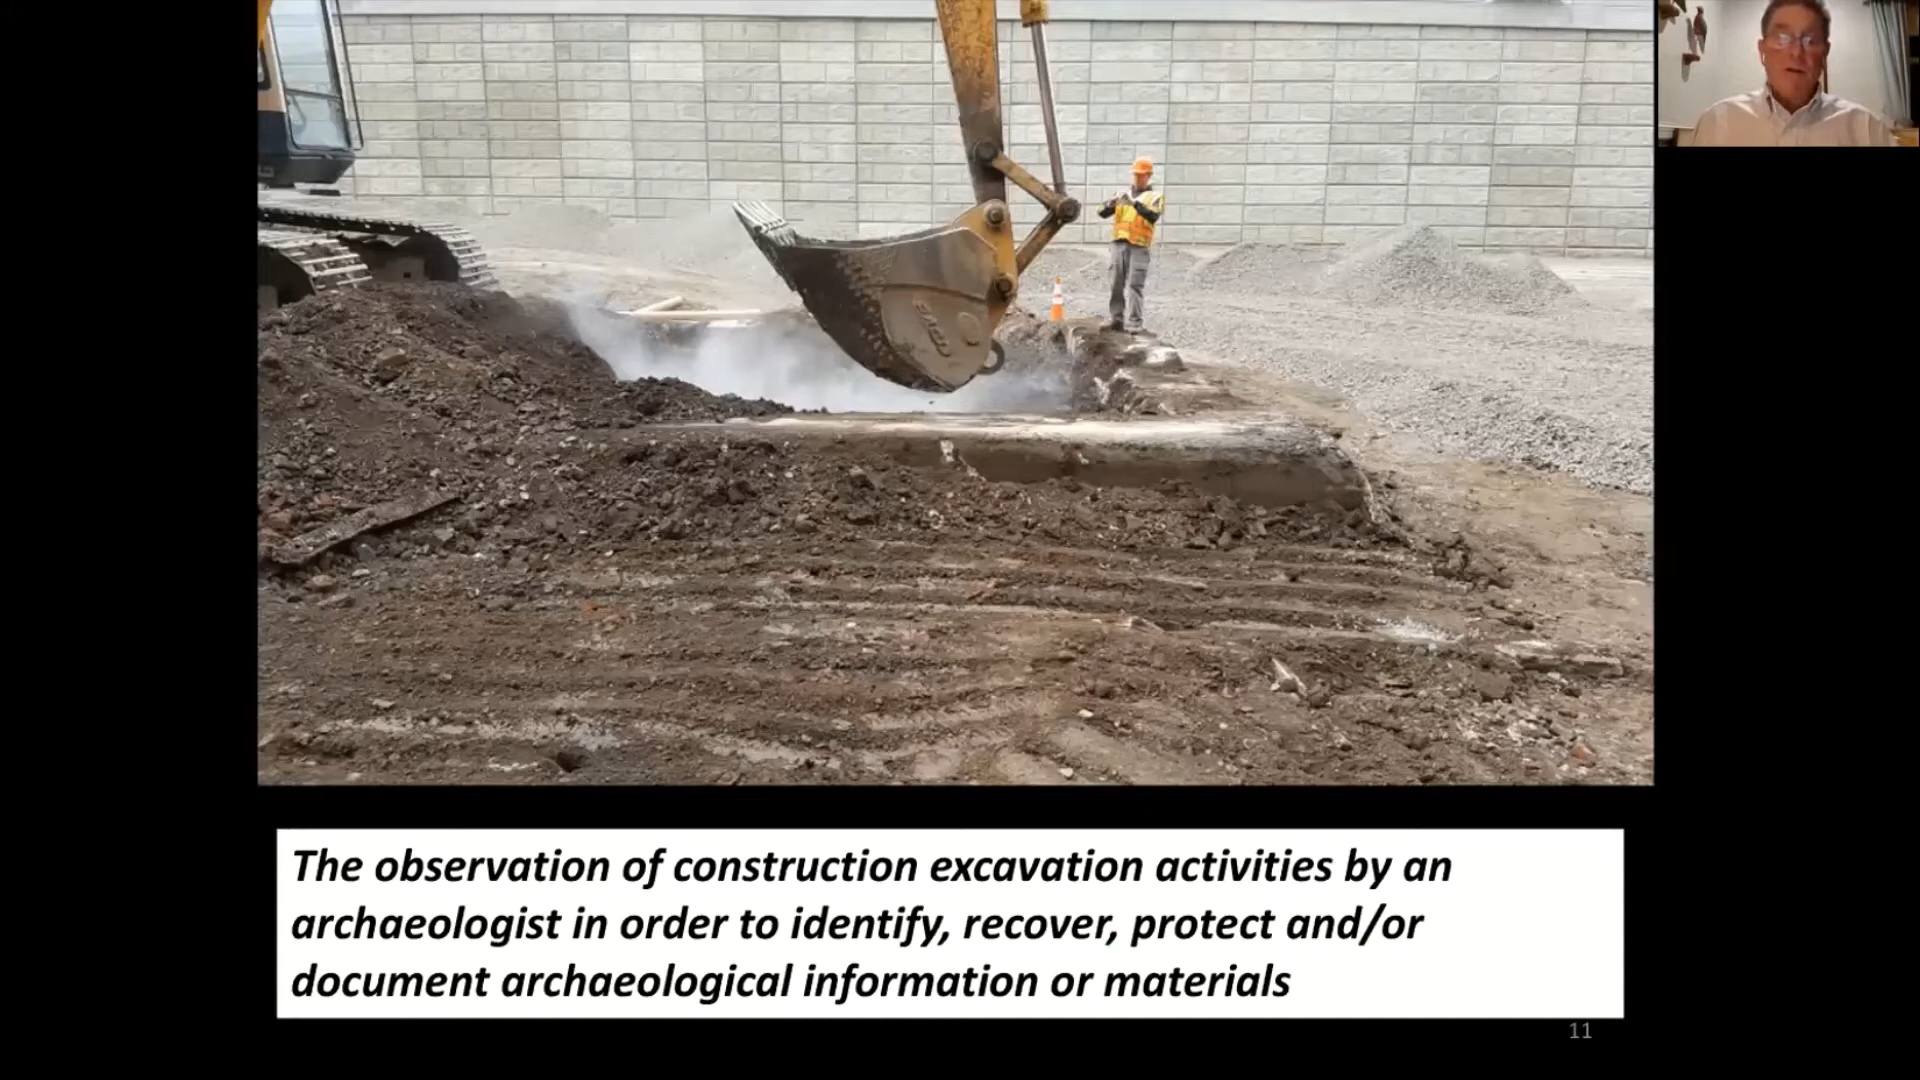 The observation of construction excavation activities by an
archaeologist in order to identify, recover, protect and/or
document archaeological information or materials
11